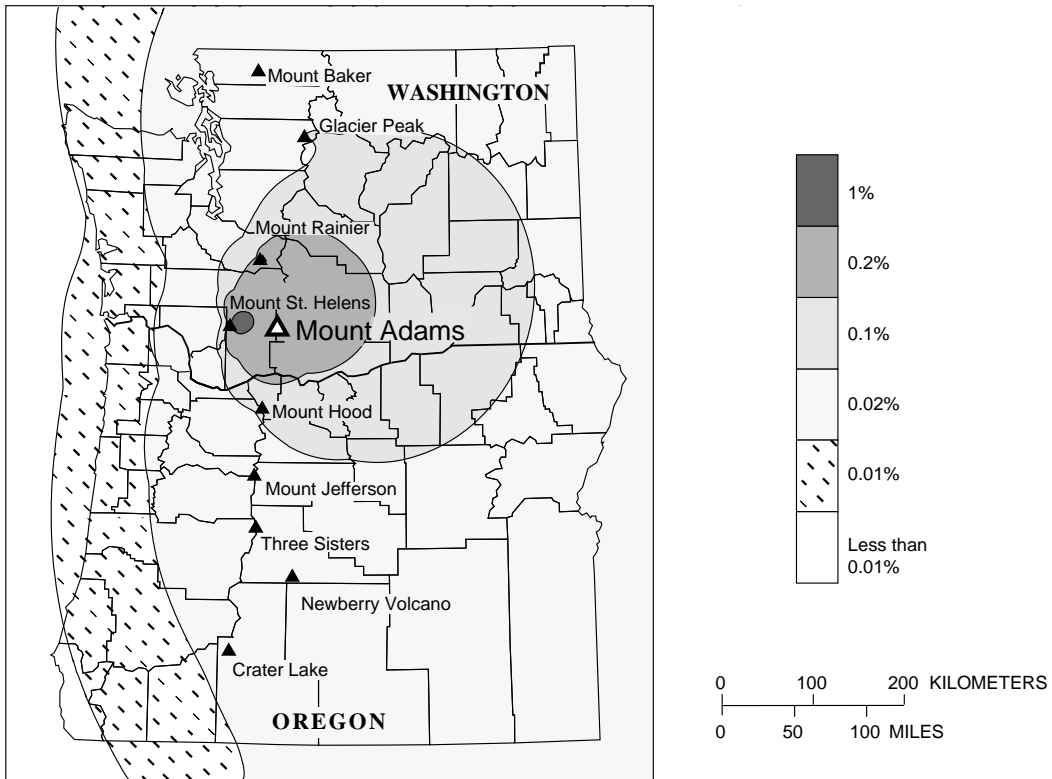 Mount Baker
WASHINGTON
Glacier Peak
Mount Rainier
Mount St. Helens
Mount Adams
Mount Hood
Mount Jefferson
Three Sisters
Newberry Volcano
Crater Lake
OREGON
1%
0.2%
0.1%
0.02%
0.01%
Less than
0.01%
0 100 200 KILOMETERS
0 50 100 MILES